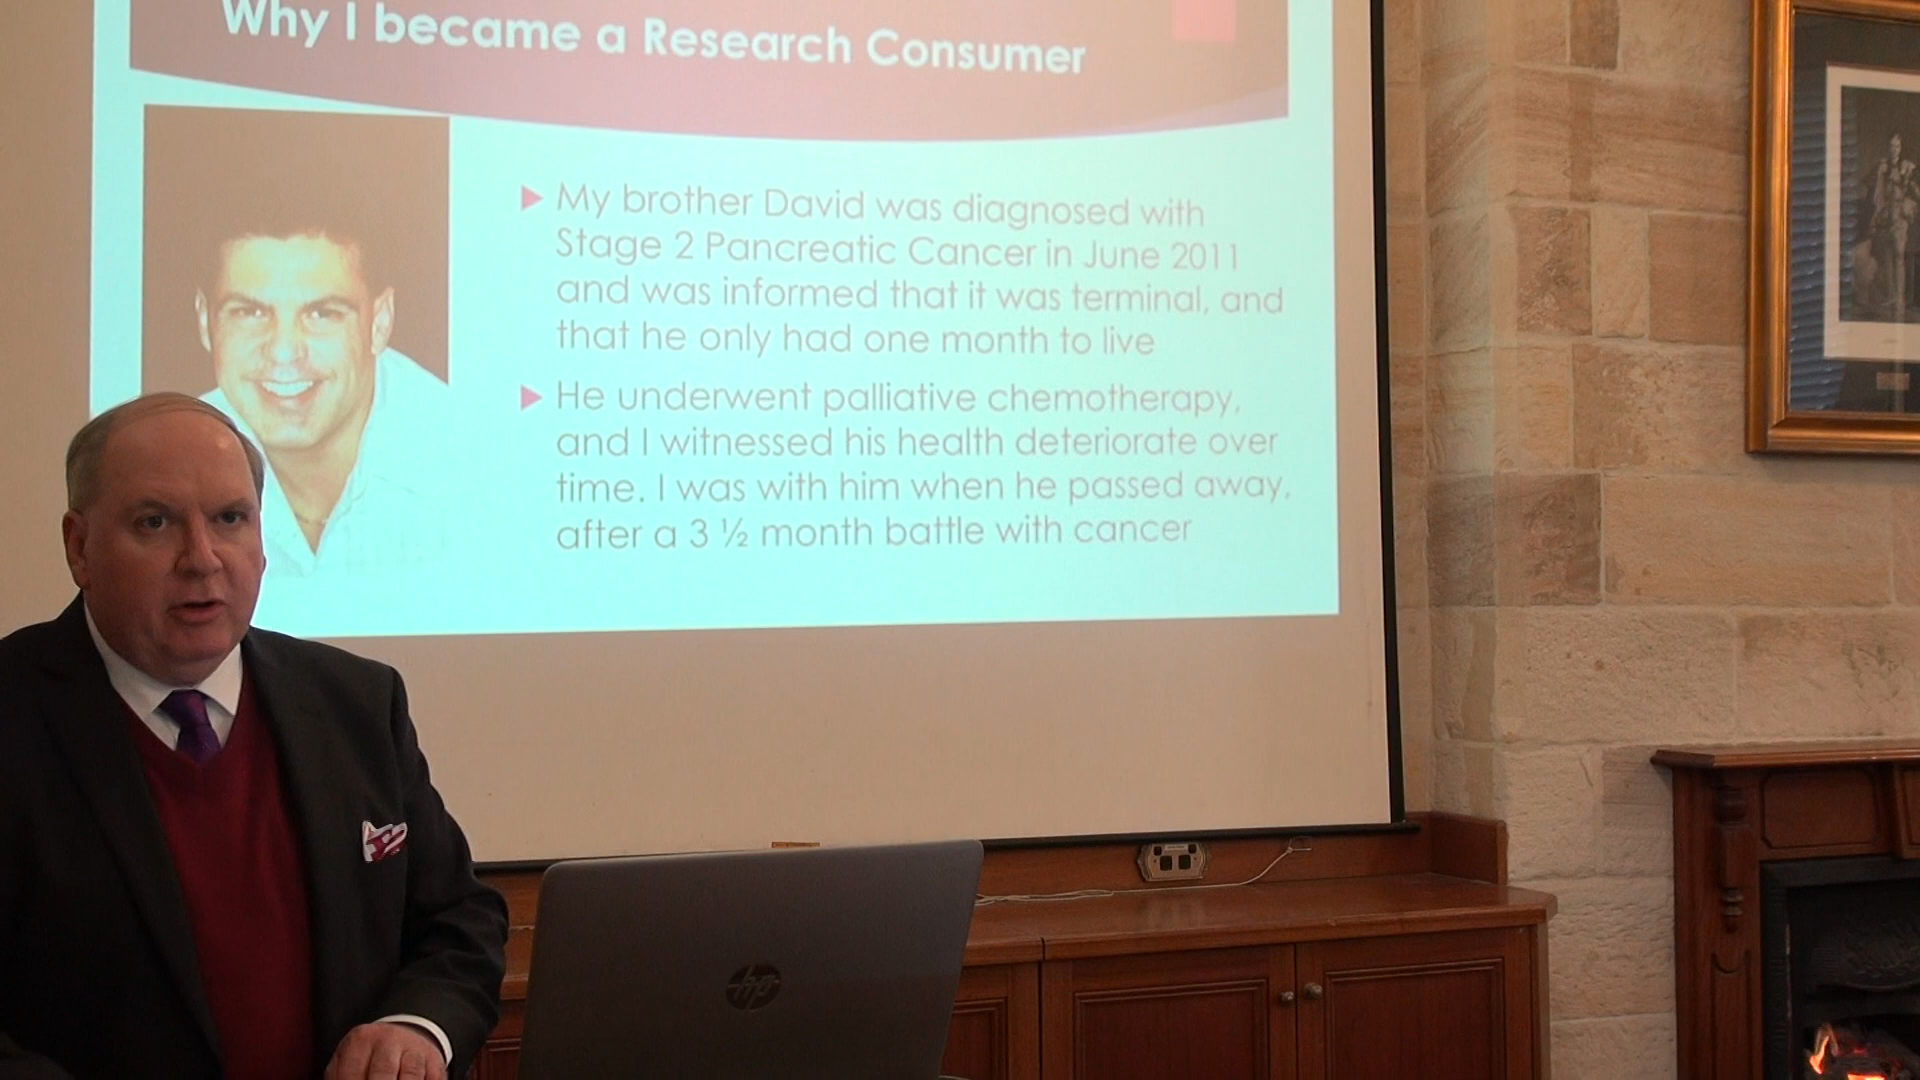 Why I became a Research Consumer
▶ My brother David was diagnosed with
Stage 2 Pancreatic Cancer in June 2011
and was informed that it was terminal, and
that he only had one month to live
▶ He underwent palliative chemotherapy,
and I witnessed his health deteriorate over
time. I was with him when he passed away,
after a 3 ½ month battle with cancer
hp